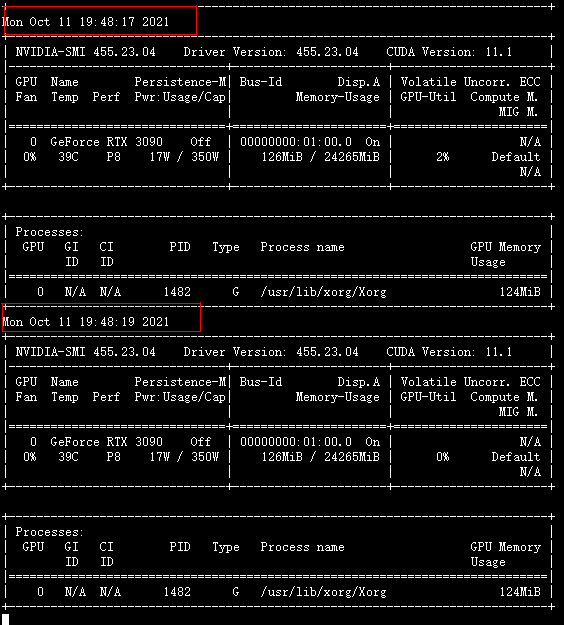 Mon Oct 11 19:48:17 2021
NVIDIA-SMI 455.23.04 Driver Version: 455.23.04 CUDA Version: 11.1
GPU Name Persistence-M| Bus-Id Disp.A | Volatile Uncorr. ECC
Fan Temp Perf Pwr:Usage/Cap| Memory-Usage | GPU-Util Compute M.
MIG M.
0 GeForce RTX 3090 Off | 00000000:01:00.0 On | N/A
0% 39C P8 17W / 350W | 126MiB / 24265MiB | 2% Default
N/A
Processes:
GPU GI CI PID Type Process name GPU Memory
ID ID Usage
0 N/A N/A 1482 G /usr/lib/xorg/Xorg 124MiB
Mon Oct 11 19:48:19 2021
NVIDIA-SMI 455.23.04 Driver Version: 455.23.04 CUDA Version: 11.1
GPU Name Persistence-M| Bus-Id Disp.A | Volatile Uncorr. ECC
Fan Temp Perf Pwr:Usage/Cap| Memory-Usage | GPU-Util Compute M.
MIG M.
0 GeForce RTX 3090 Off | 00000000:01:00.0 On | N/A
0% 39C P8 17W / 350W | 126MiB / 24265MiB | 0% Default
N/A
Processes:
GPU GI CI PID Type Process name GPU Memory
ID ID Usage
0 N/A N/A 1482 G /usr/lib/xorg/Xorg 124MiB